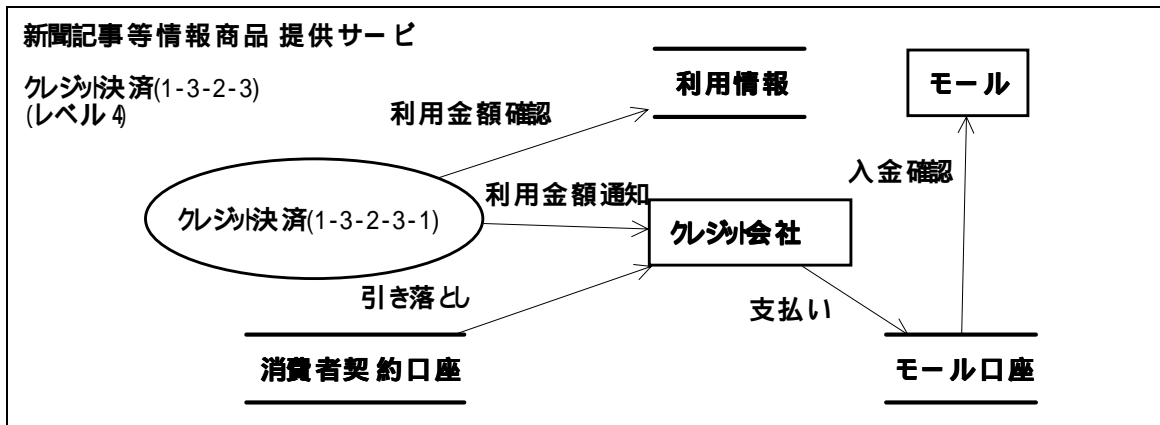 新聞記事等情報商品提供サービ
クレジット決済(1-3-2-3)
(レベル4)
利用情報
モール
利用金額確認
入金確認
利用金額通知
クレジット決済(1-3-2-3-1)
クレジット会社
引き落とし
支払い
消費者契約口座
モール口座